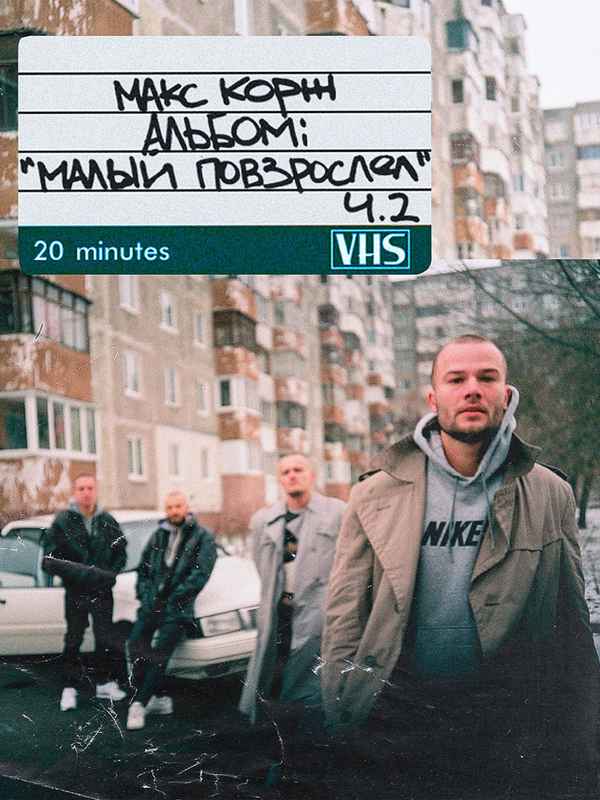 МАКС КОРЖ
АЛЬБОМ:
"МАЛЫЙ ПОВЗРОСЛЕЛ"
Ч.2
20 minutes VHS
NIKE